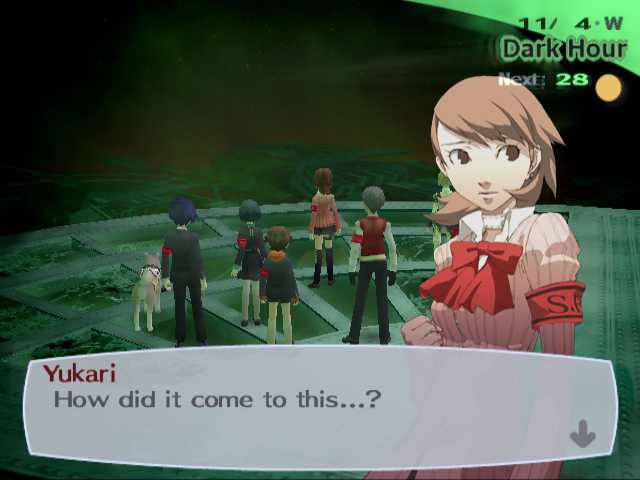 11/ 4・W
Dark Hour
Next: 28
S.
Yukari
How did it come to this...?